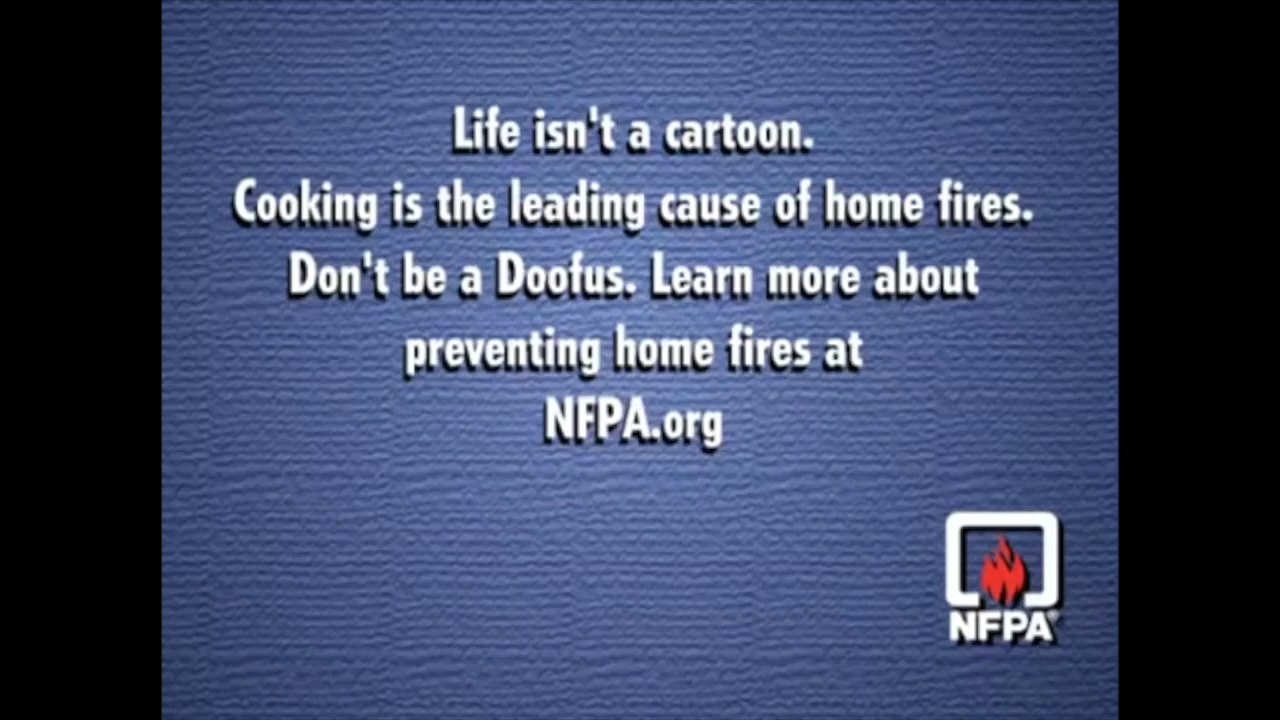 Life isn't a cartoon.
Cooking is the leading cause of home fires.
Don't be a Doofus. Learn more about
preventing home fires at
NFPA.org
NFPA®